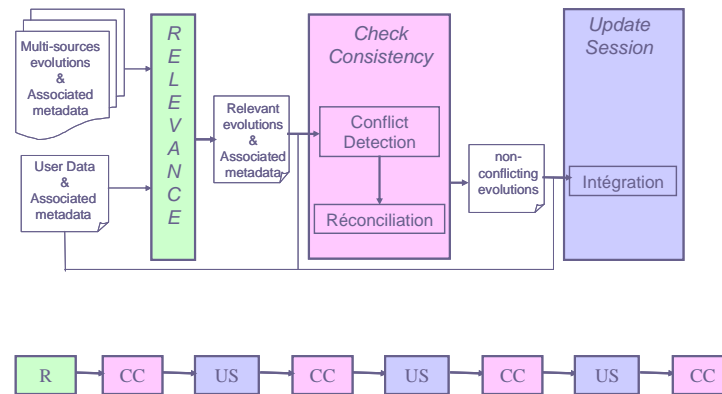 Multi-sources
evolutions
&
Associated
metadata
User Data
&
Associated
metadata
R
E
L
E
V
A
N
C
E
Relevant
evolutions
&
Associated
metadata
Check
Consistency
Conflict
Detection
Réconciliation
non-
conflicting
evolutions
Update
Session
Intégration
R
CC
US
CC
US
CC
US
CC